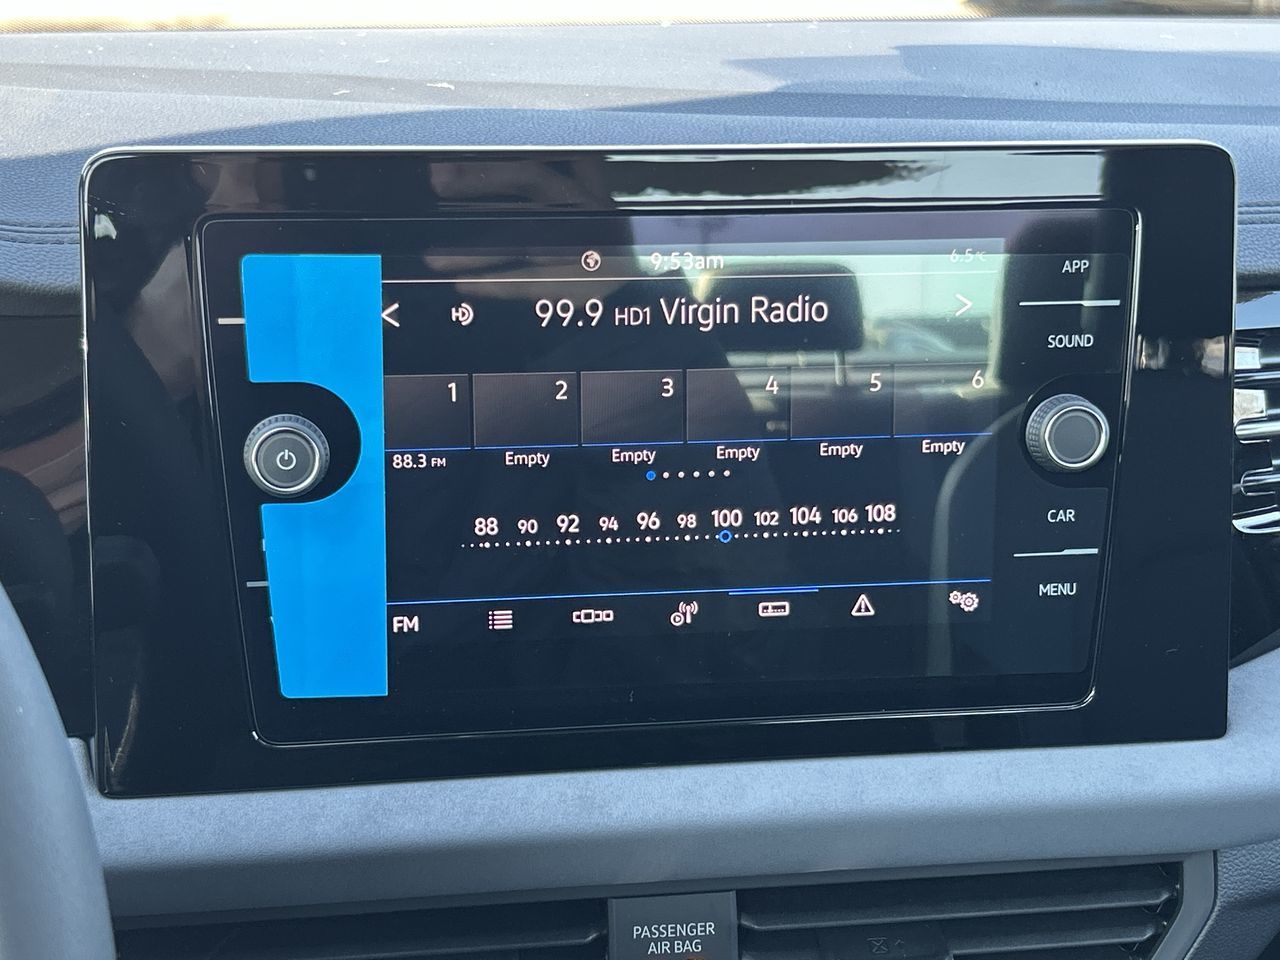 9:53am
6.5°C
APP
< HD 99.9 HD1 Virgin Radio >
SOUND
1 2 3 4 5 6
88.3 FM Empty Empty Empty Empty Empty
88 90 92 94 96 98 100 102 104 106 108
CAR
MENU
FM
PASSENGER
AIR BAG